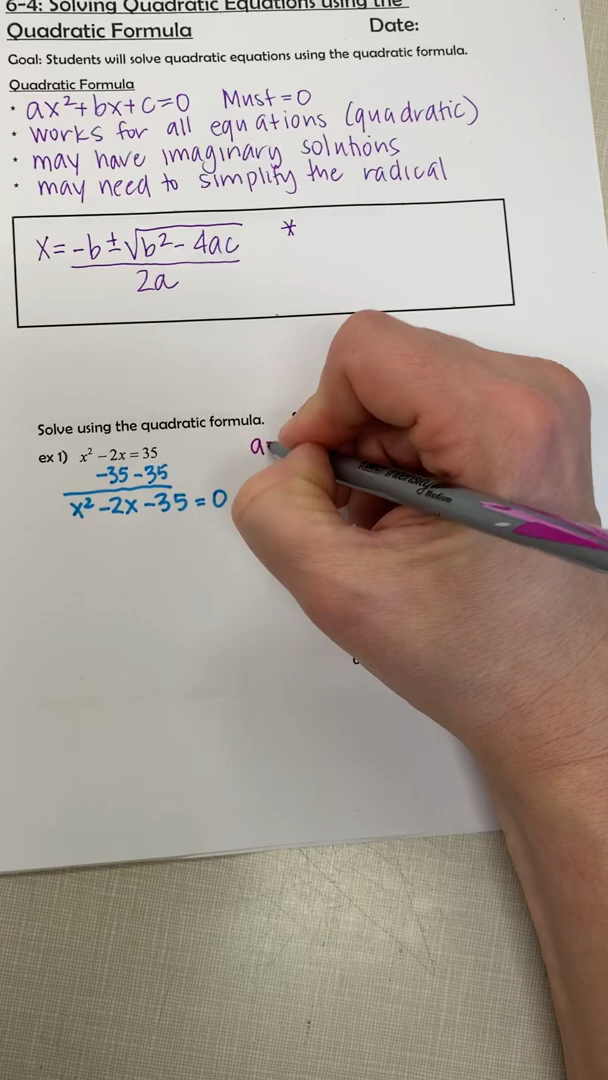 6-4: Solving Quadratic Equations using the
Quadratic Formula Date:
Goal: Students will solve quadratic equations using the quadratic formula.
Quadratic Formula
• ax²+bx+c=0 Must=0
• works for all equations (quadratic)
• may have imaginary solutions
• may need to simplify the radical
x= -b±√b²-4ac *
2a
Solve using the quadratic formula.
ex 1) x² – 2x = 35 a
-35 -35
x²-2x-35=0